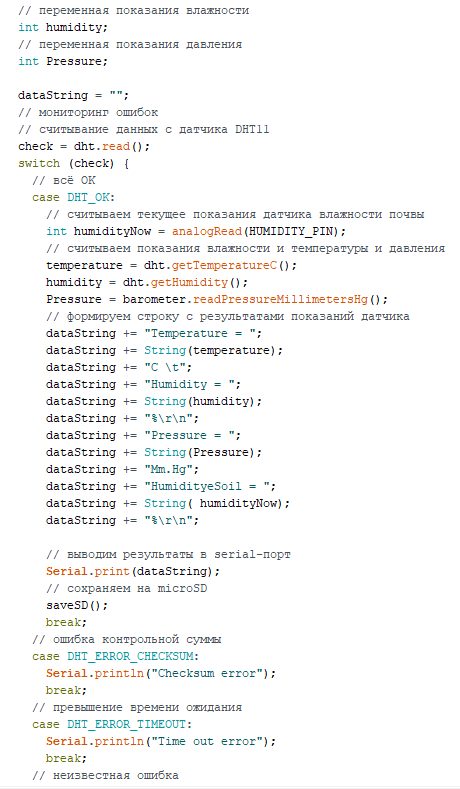 // переменная показания влажности
int humidity;
// переменная показания давления
int Pressure;
dataString = "";
// мониторинг ошибок
// считывание данных с датчика DHT11
check = dht.read();
switch (check) {
// всё OK
case DHT_OK:
// считываем текущее показания датчика влажности почвы
int humidityNow = analogRead(HUMIDITY_PIN);
// считываем показания влажности и температуры и давления
temperature = dht.getTemperatureC();
humidity = dht.getHumidity();
Pressure = barometer.readPressureMillimetersHg();
// формируем строку с результатами показаний датчика
dataString += "Temperature = ";
dataString += String(temperature);
dataString += "C \t";
dataString += "Humidity = ";
dataString += String(humidity);
dataString += "%\r\n";
dataString += "Pressure = ";
dataString += String(Pressure);
dataString += "Mm.Hg";
dataString += "HumidityeSoil = ";
dataString += String( humidityNow);
dataString += "%\r\n";
// выводим результаты в serial-порт
Serial.print(dataString);
// сохраняем на microSD
saveSD();
break;
// ошибка контрольной суммы
case DHT_ERROR_CHECKSUM:
Serial.println("Checksum error");
break;
// превышение времени ожидания
case DHT_ERROR_TIMEOUT:
Serial.println("Time out error");
break;
// неизвестная ошибка